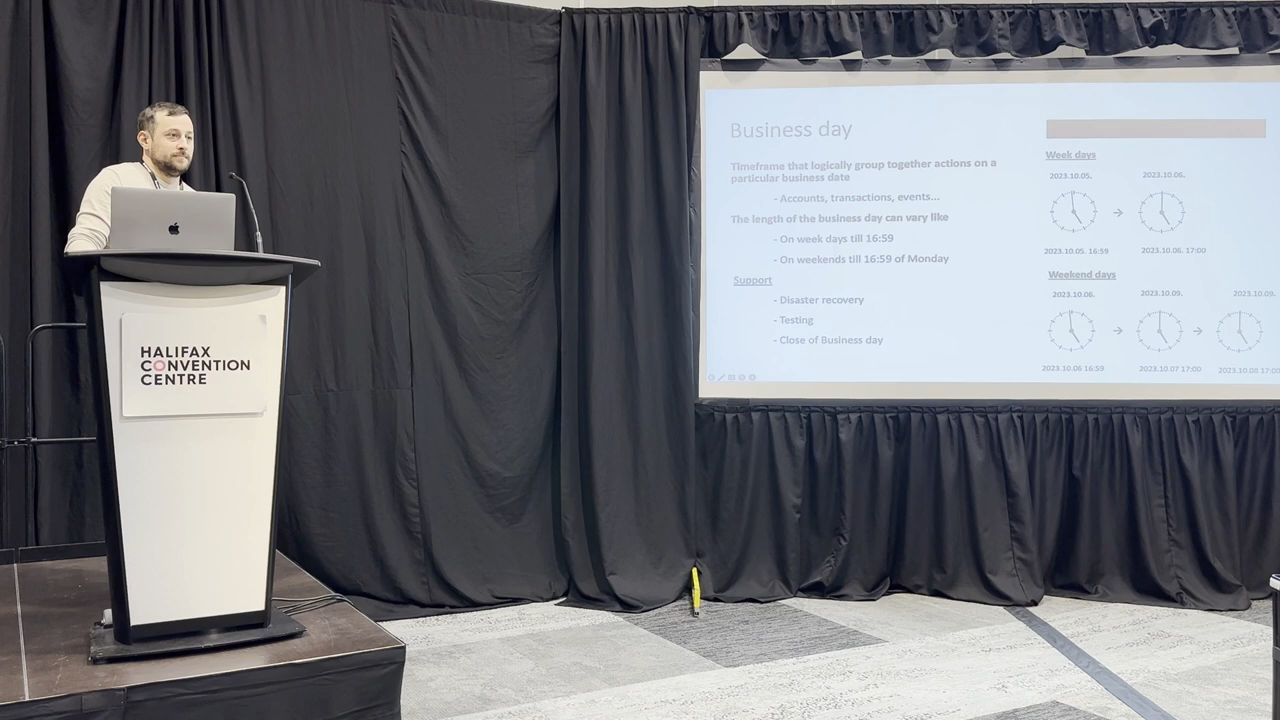 HALIFAX
CONVENTION
CENTRE
Business day
Timeframe that logically group together actions on a
particular business date
- Accounts, transactions, events...
The length of the business day can vary like
- On week days till 16:59
- On weekends till 16:59 of Monday
Support
- Disaster recovery
- Testing
- Close of Business day
Week days
2023.10.05. 2023.10.06.
2023.10.05. 16:59 2023.10.06. 17:00
Weekend days
2023.10.06. 2023.10.09. 2023.10.09.
2023.10.06 16:59 2023.10.07 17:00 2023.10.08 17:00